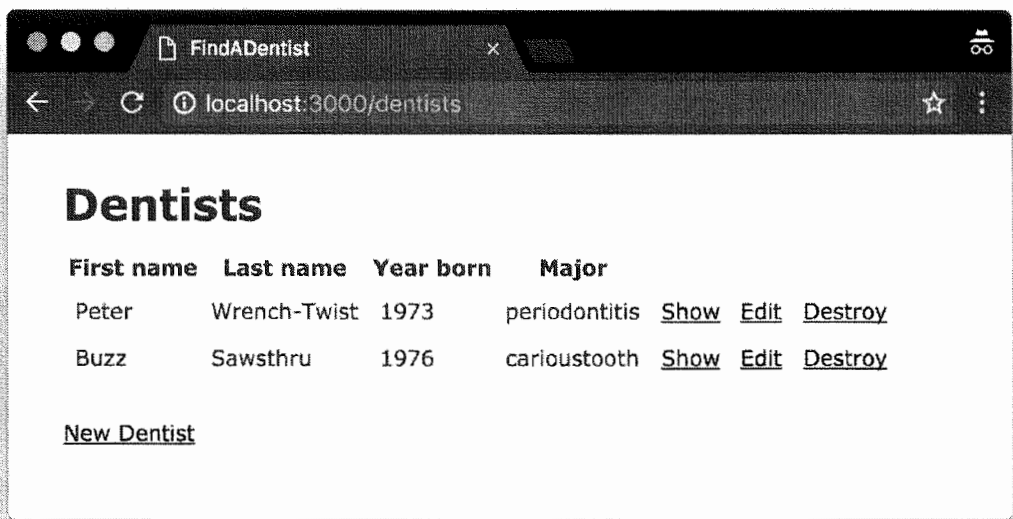 FindADentist ×
localhost:3000/dentists
Dentists
First name Last name Year born Major
Peter Wrench-Twist 1973 periodontitis Show Edit Destroy
Buzz Sawsthru 1976 carioustooth Show Edit Destroy
New Dentist